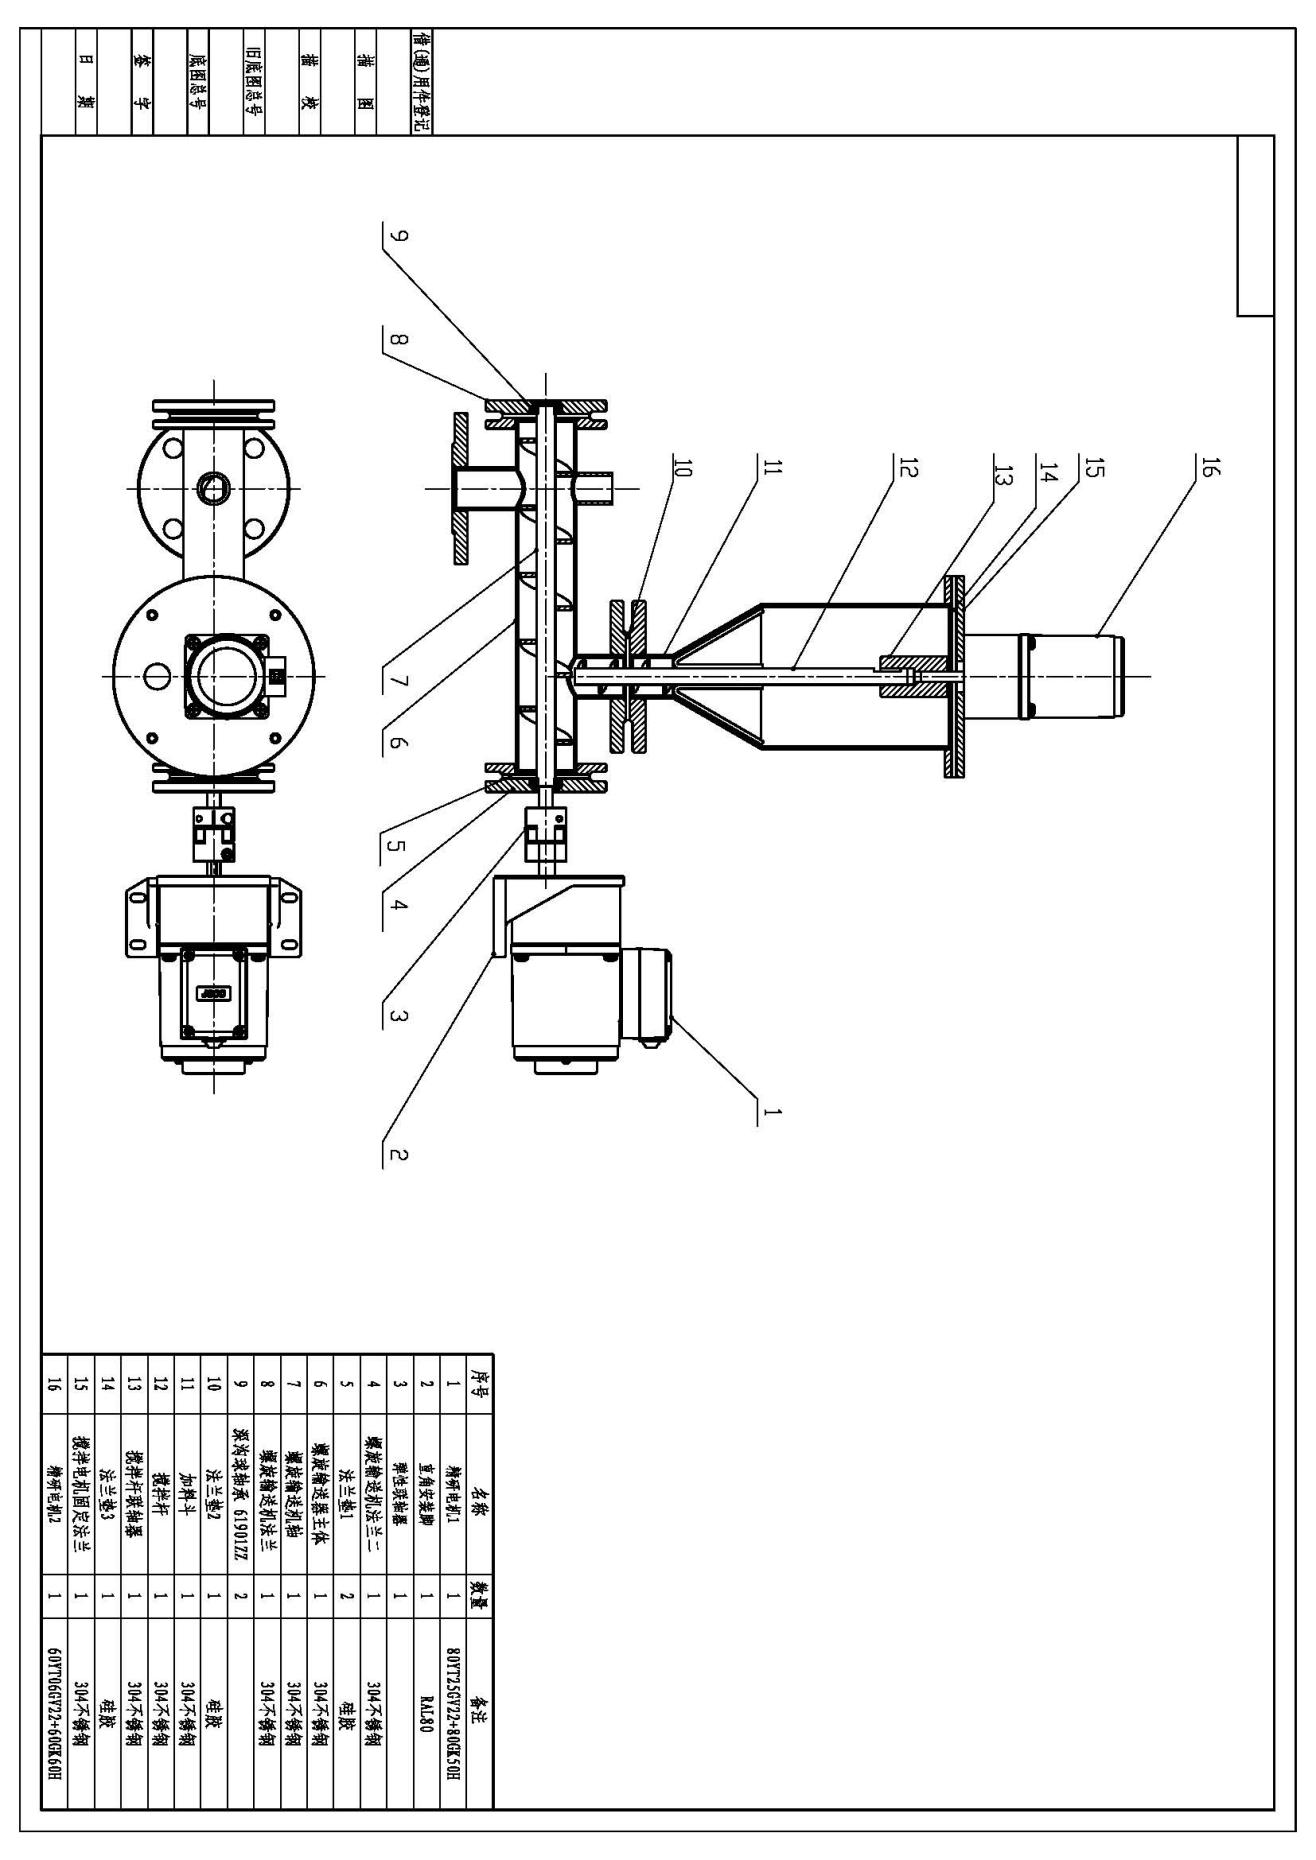 借(通)用件登记
描 图
描 校
旧底图总号
底图总号
签 字
日 期
9
8
10
11
12
13
14
15
16
7
6
5
4
3
2
1
序号 名称 数量 备注
1 精研电机1 1 80YT25GV22+80GK50H
2 直角安装脚 1 RAL80
3 弹性联轴器 1
4 螺旋输送机法兰二 1 304不锈钢
5 法兰垫1 2 硅胶
6 螺旋输送器主体 1 304不锈钢
7 螺旋输送机轴 1 304不锈钢
8 螺旋输送机法兰 1 304不锈钢
9 深沟球轴承 61901ZZ 2
10 法兰垫2 1 硅胶
11 加料斗 1 304不锈钢
12 搅拌杆 1 304不锈钢
13 搅拌杆联轴器 1 304不锈钢
14 法兰垫3 1 硅胶
15 搅拌电机固定法兰 1 304不锈钢
16 精研电机2 1 60YT06GV22+60GK60H